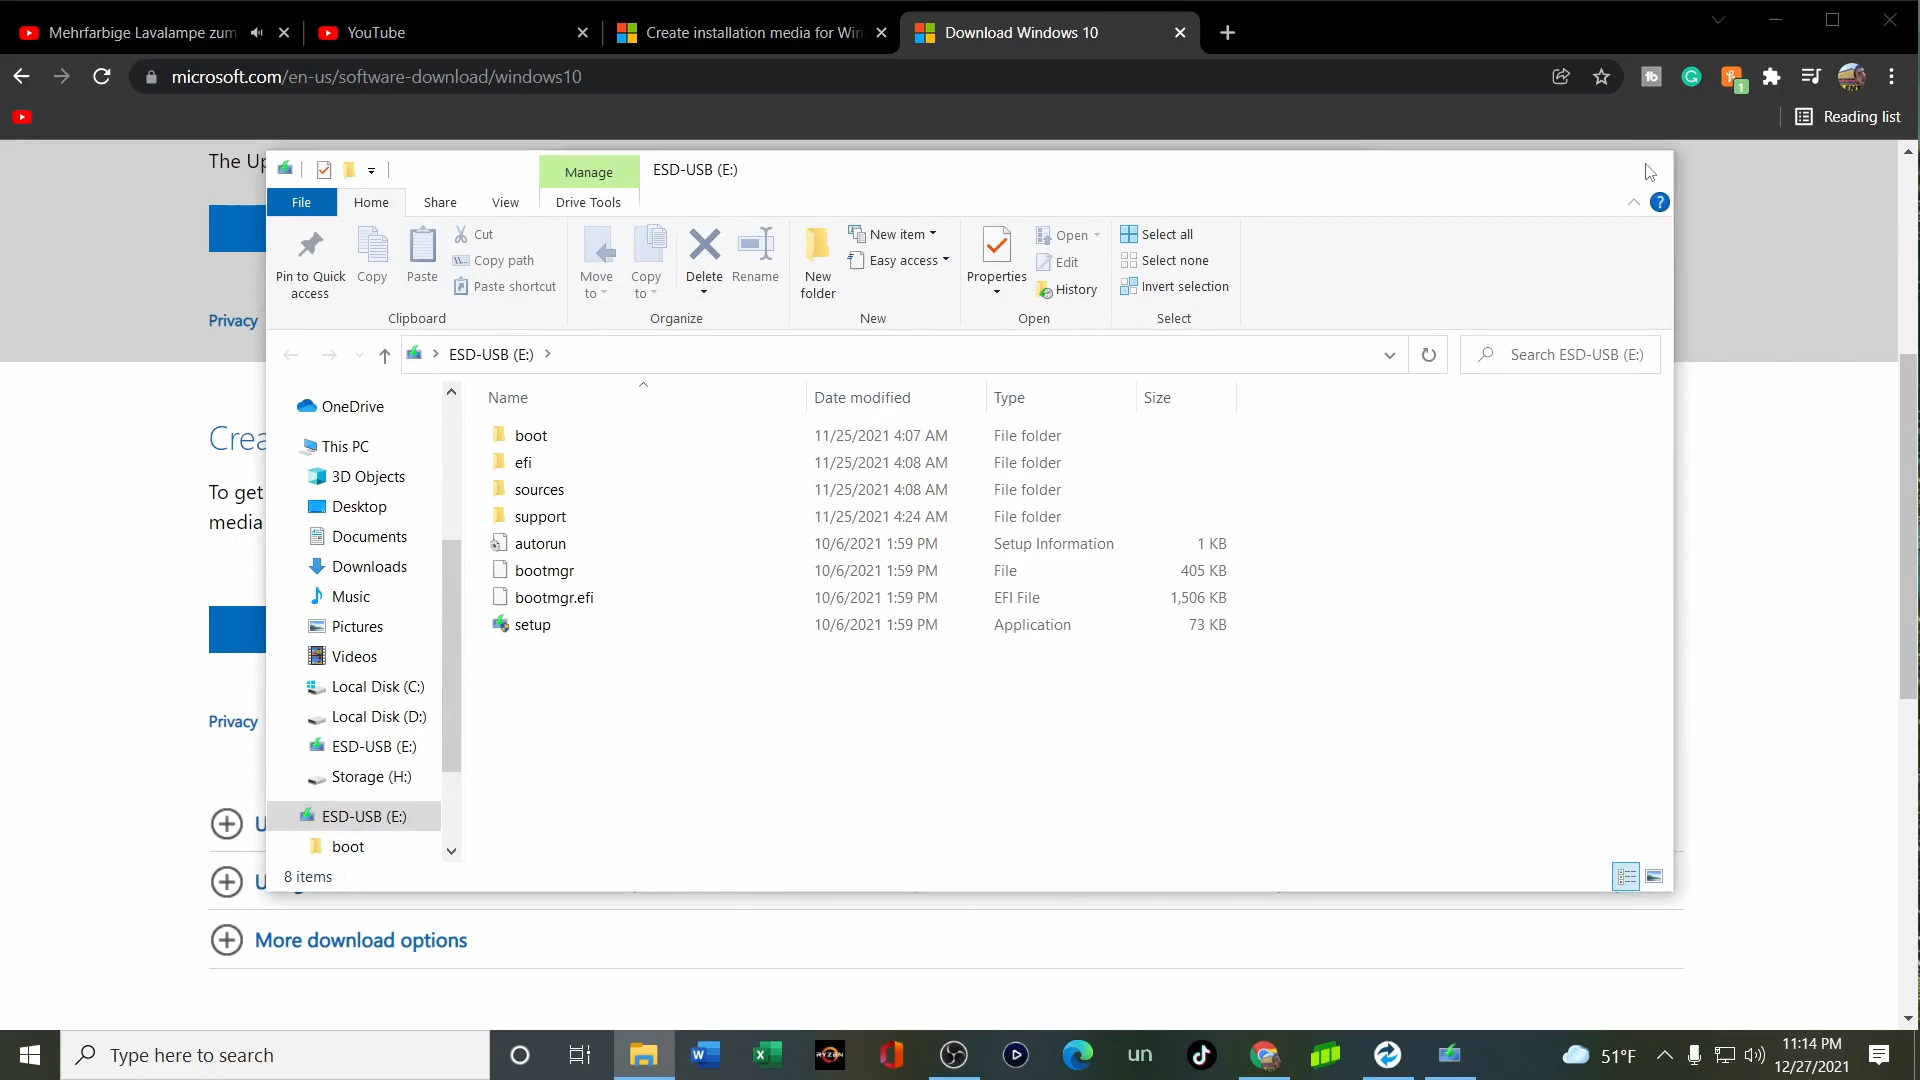 Mehrfarbige Lavalampe zum
YouTube
Create installation media for Win
Download Windows 10
microsoft.com/en-us/software-download/windows10
1
Reading list
The Up
Manage
ESD-USB (E:)
File
Home
Share
View
Drive Tools
Pin to Quick access
Copy
Paste
Cut
Copy path
Paste shortcut
Clipboard
Move to
Copy to
Delete
Rename
Organize
New folder
New item
Easy access
New
Properties
Open
Edit
History
Open
Select all
Select none
Invert selection
Select
Privacy
ESD-USB (E:)
Search ESD-USB (E:)
Crea
To get
media
Privacy
OneDrive
This PC
3D Objects
Desktop
Documents
Downloads
Music
Pictures
Videos
Local Disk (C:)
Local Disk (D:)
ESD-USB (E:)
Storage (H:)
ESD-USB (E:)
boot
Name Date modified Type Size
boot 11/25/2021 4:07 AM File folder
efi 11/25/2021 4:08 AM File folder
sources 11/25/2021 4:08 AM File folder
support 11/25/2021 4:24 AM File folder
autorun 10/6/2021 1:59 PM Setup Information 1 KB
bootmgr 10/6/2021 1:59 PM File 405 KB
bootmgr.efi 10/6/2021 1:59 PM EFI File 1,506 KB
setup 10/6/2021 1:59 PM Application 73 KB
8 items
More download options
Type here to search
RYZEN
un
51°F
11:14 PM
12/27/2021